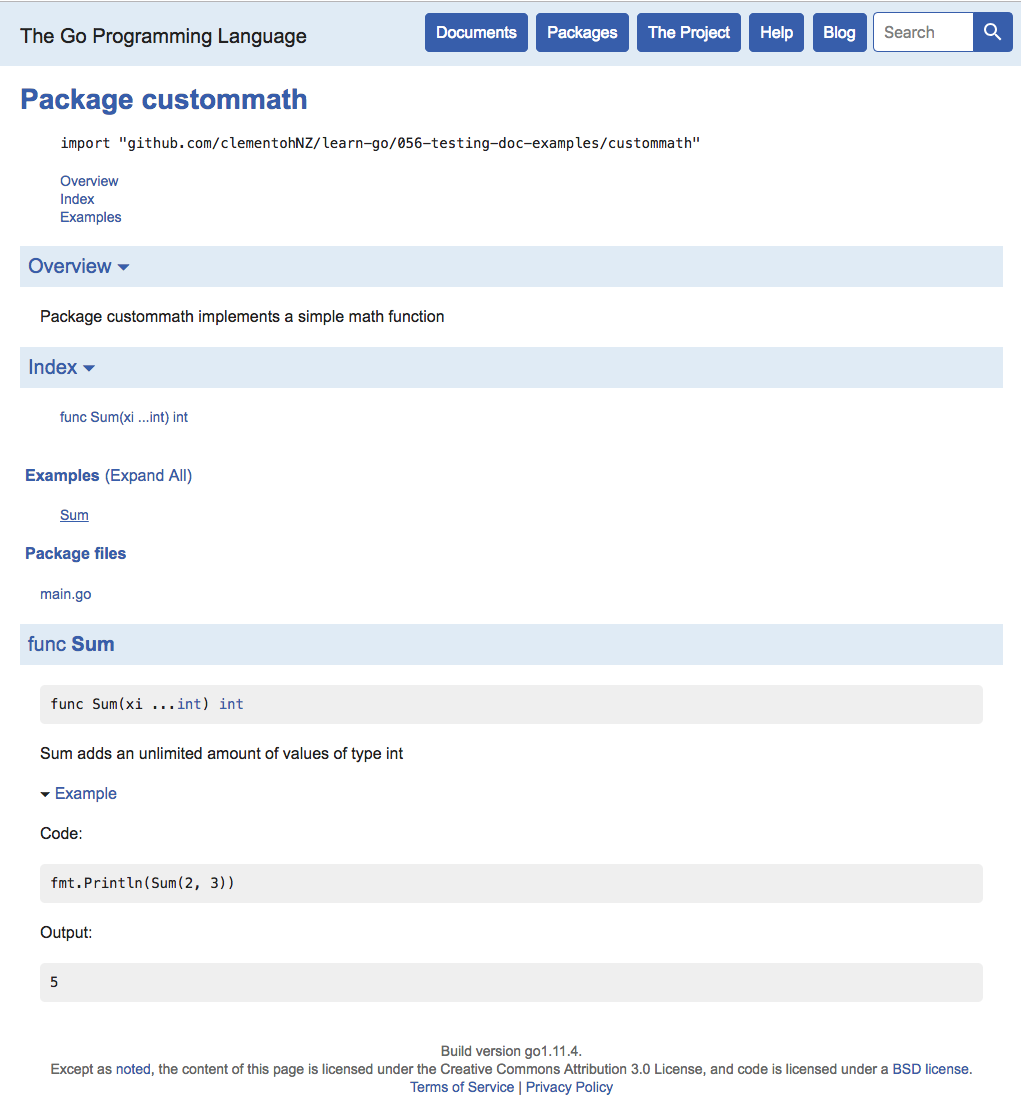 The Go Programming Language
Documents
Packages
The Project
Help
Blog
Search
Package custommath
import "github.com/clementohNZ/learn-go/056-testing-doc-examples/custommath"
Overview
Index
Examples
Overview
Package custommath implements a simple math function
Index
func Sum(xi ...int) int
Examples (Expand All)
Sum
Package files
main.go
func Sum
func Sum(xi ...int) int
Sum adds an unlimited amount of values of type int
Example
Code:
fmt.Println(Sum(2, 3))
Output:
5
Build version go1.11.4.
Except as noted, the content of this page is licensed under the Creative Commons Attribution 3.0 License, and code is licensed under a BSD license.
Terms of Service | Privacy Policy